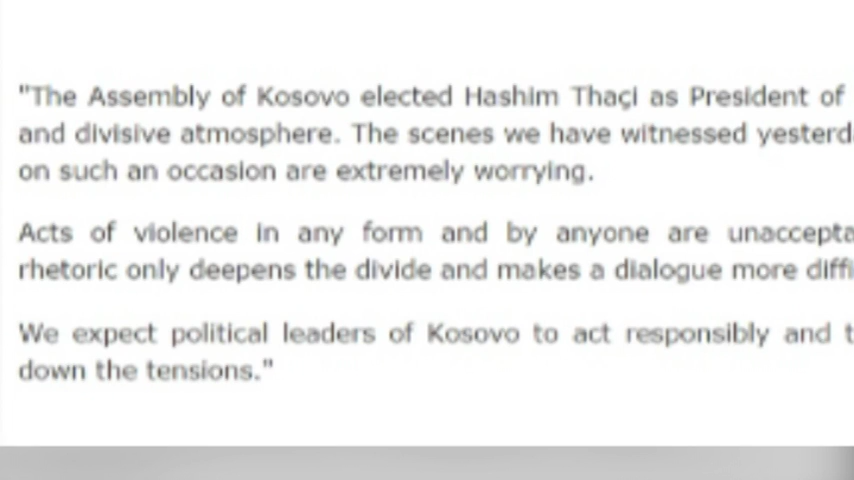 "The Assembly of Kosovo elected Hashim Thaçi as President of
and divisive atmosphere. The scenes we have witnessed
on such an occasion are extremely worrying.
Acts of violence in any form and by anyone are
rhetoric only deepens the divide and makes a dialogue more
We expect political leaders of Kosovo to act responsibly and
down the tensions."